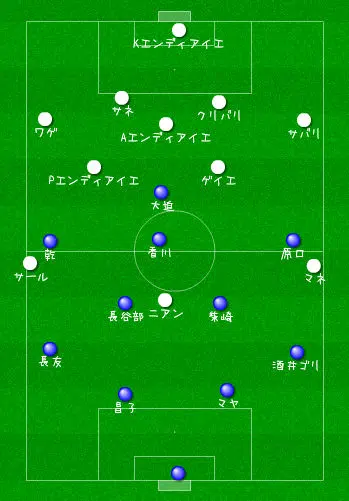 Kエンディアイエ
サネ
クリバリ
ワゲ
Aエンディアイエ
サバリ
Pエンディアイエ
ゲイエ
大迫
乾
香川
原口
サール
マネ
長谷部
ニアン
柴崎
長友
酒井ゴリ
昌子
マヤ